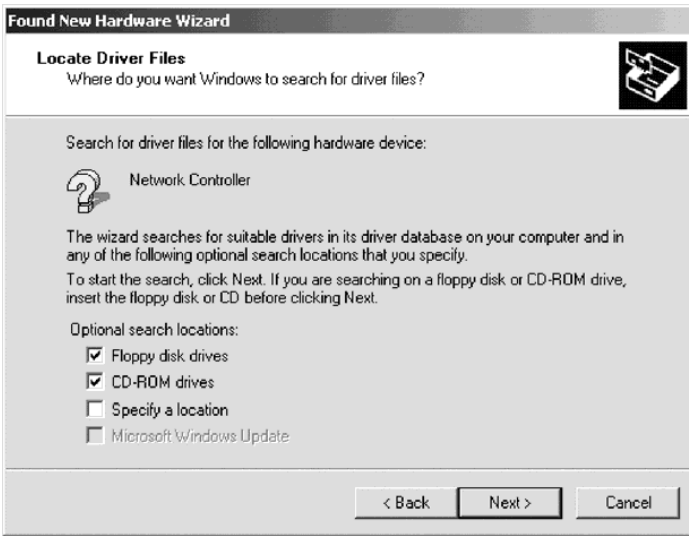 Found New Hardware Wizard
Locate Driver Files
Where do you want Windows to search for driver files?
Search for driver files for the following hardware device:
Network Controller
The wizard searches for suitable drivers in its driver database on your computer and in
any of the following optional search locations that you specify.
To start the search, click Next. If you are searching on a floppy disk or CD-ROM drive,
insert the floppy disk or CD before clicking Next.
Optional search locations:
Floppy disk drives
CD-ROM drives
Specify a location
Microsoft Windows Update
< Back
Next >
Cancel